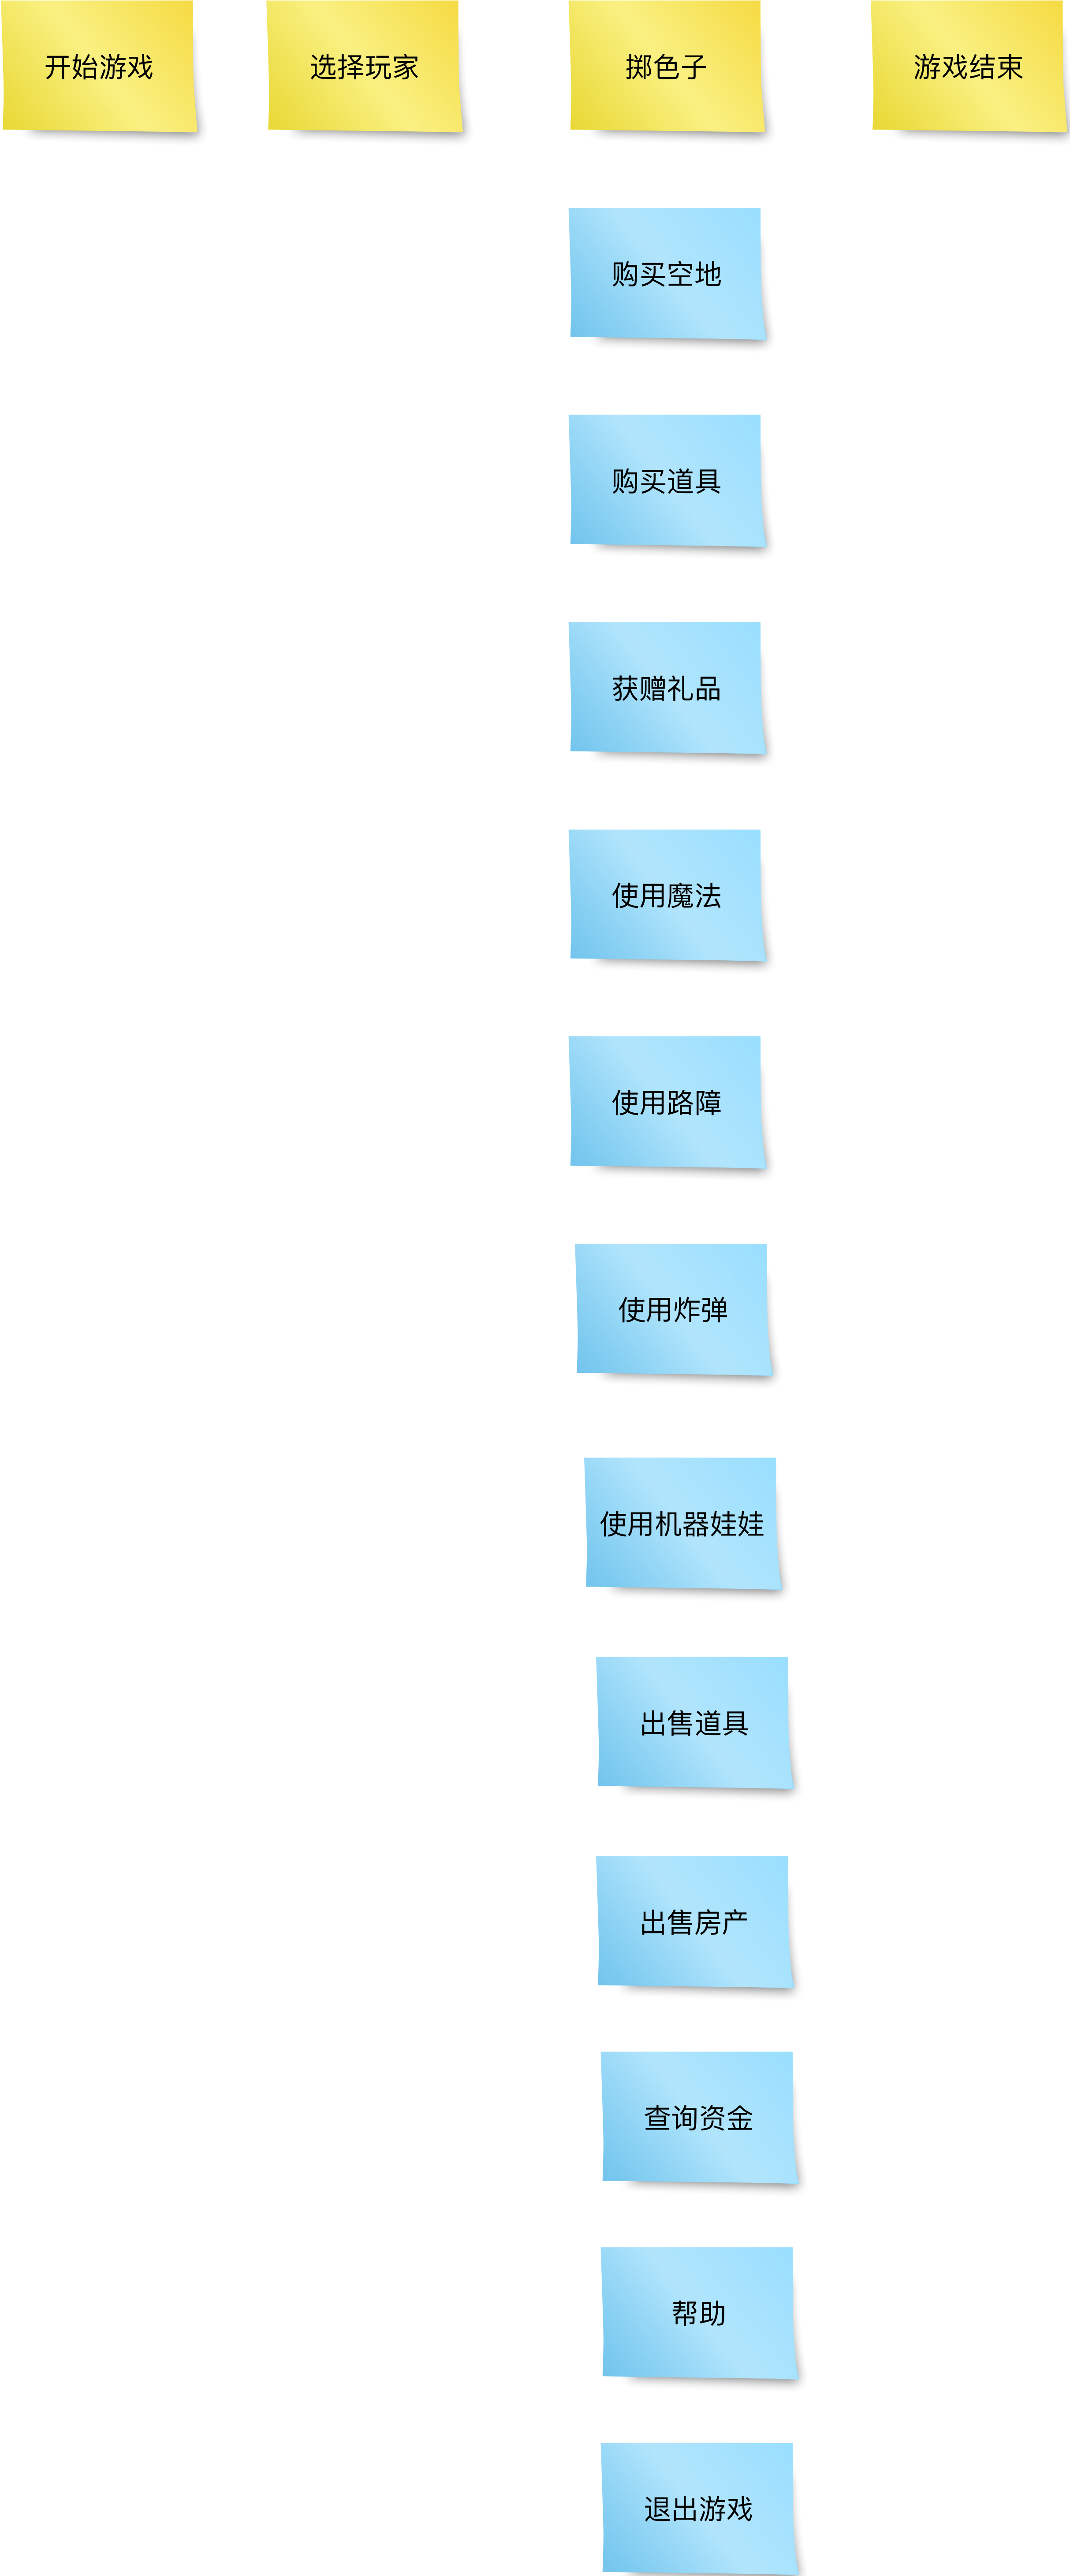 开始游戏
选择玩家
掷色子
游戏结束
购买空地
购买道具
获赠礼品
使用魔法
使用路障
使用炸弹
使用机器娃娃
出售道具
出售房产
查询资金
帮助
退出游戏